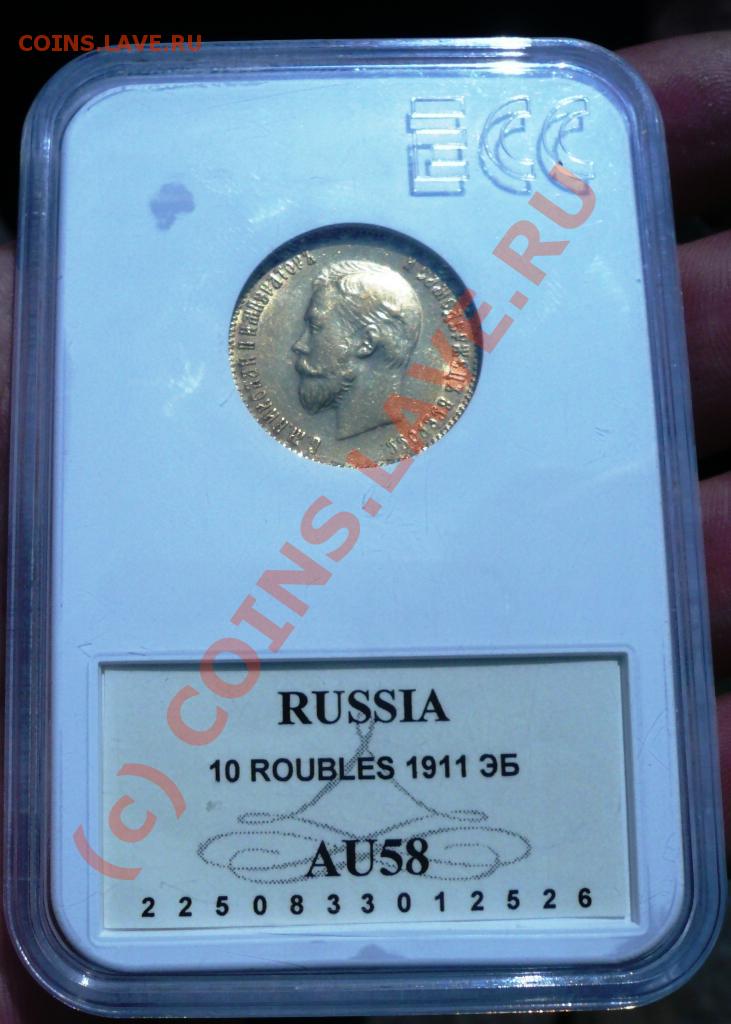 COINS.LAVE.RU
ECC
(c) COINS.LAVE.RU
RUSSIA
10 ROUBLES 1911 ЭБ
AU58
2 2 5 0 8 3 3 0 1 2 5 2 6